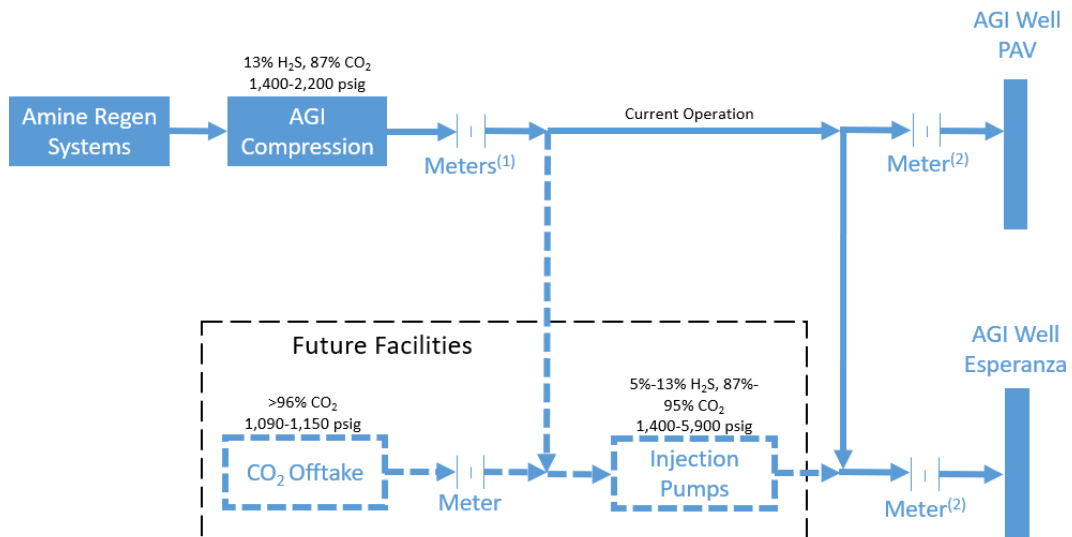 AGI Well
PAV
13% H₂S, 87% CO₂
1,400-2,200 psig
Amine Regen
Systems
AGI
Compression
Meters⁽¹⁾
Current Operation
Meter⁽²⁾
Future Facilities
AGI Well
Esperanza
>96% CO₂
1,090-1,150 psig
CO₂ Offtake
Meter
5%-13% H₂S, 87%-
95% CO₂
1,400-5,900 psig
Injection
Pumps
Meter⁽²⁾